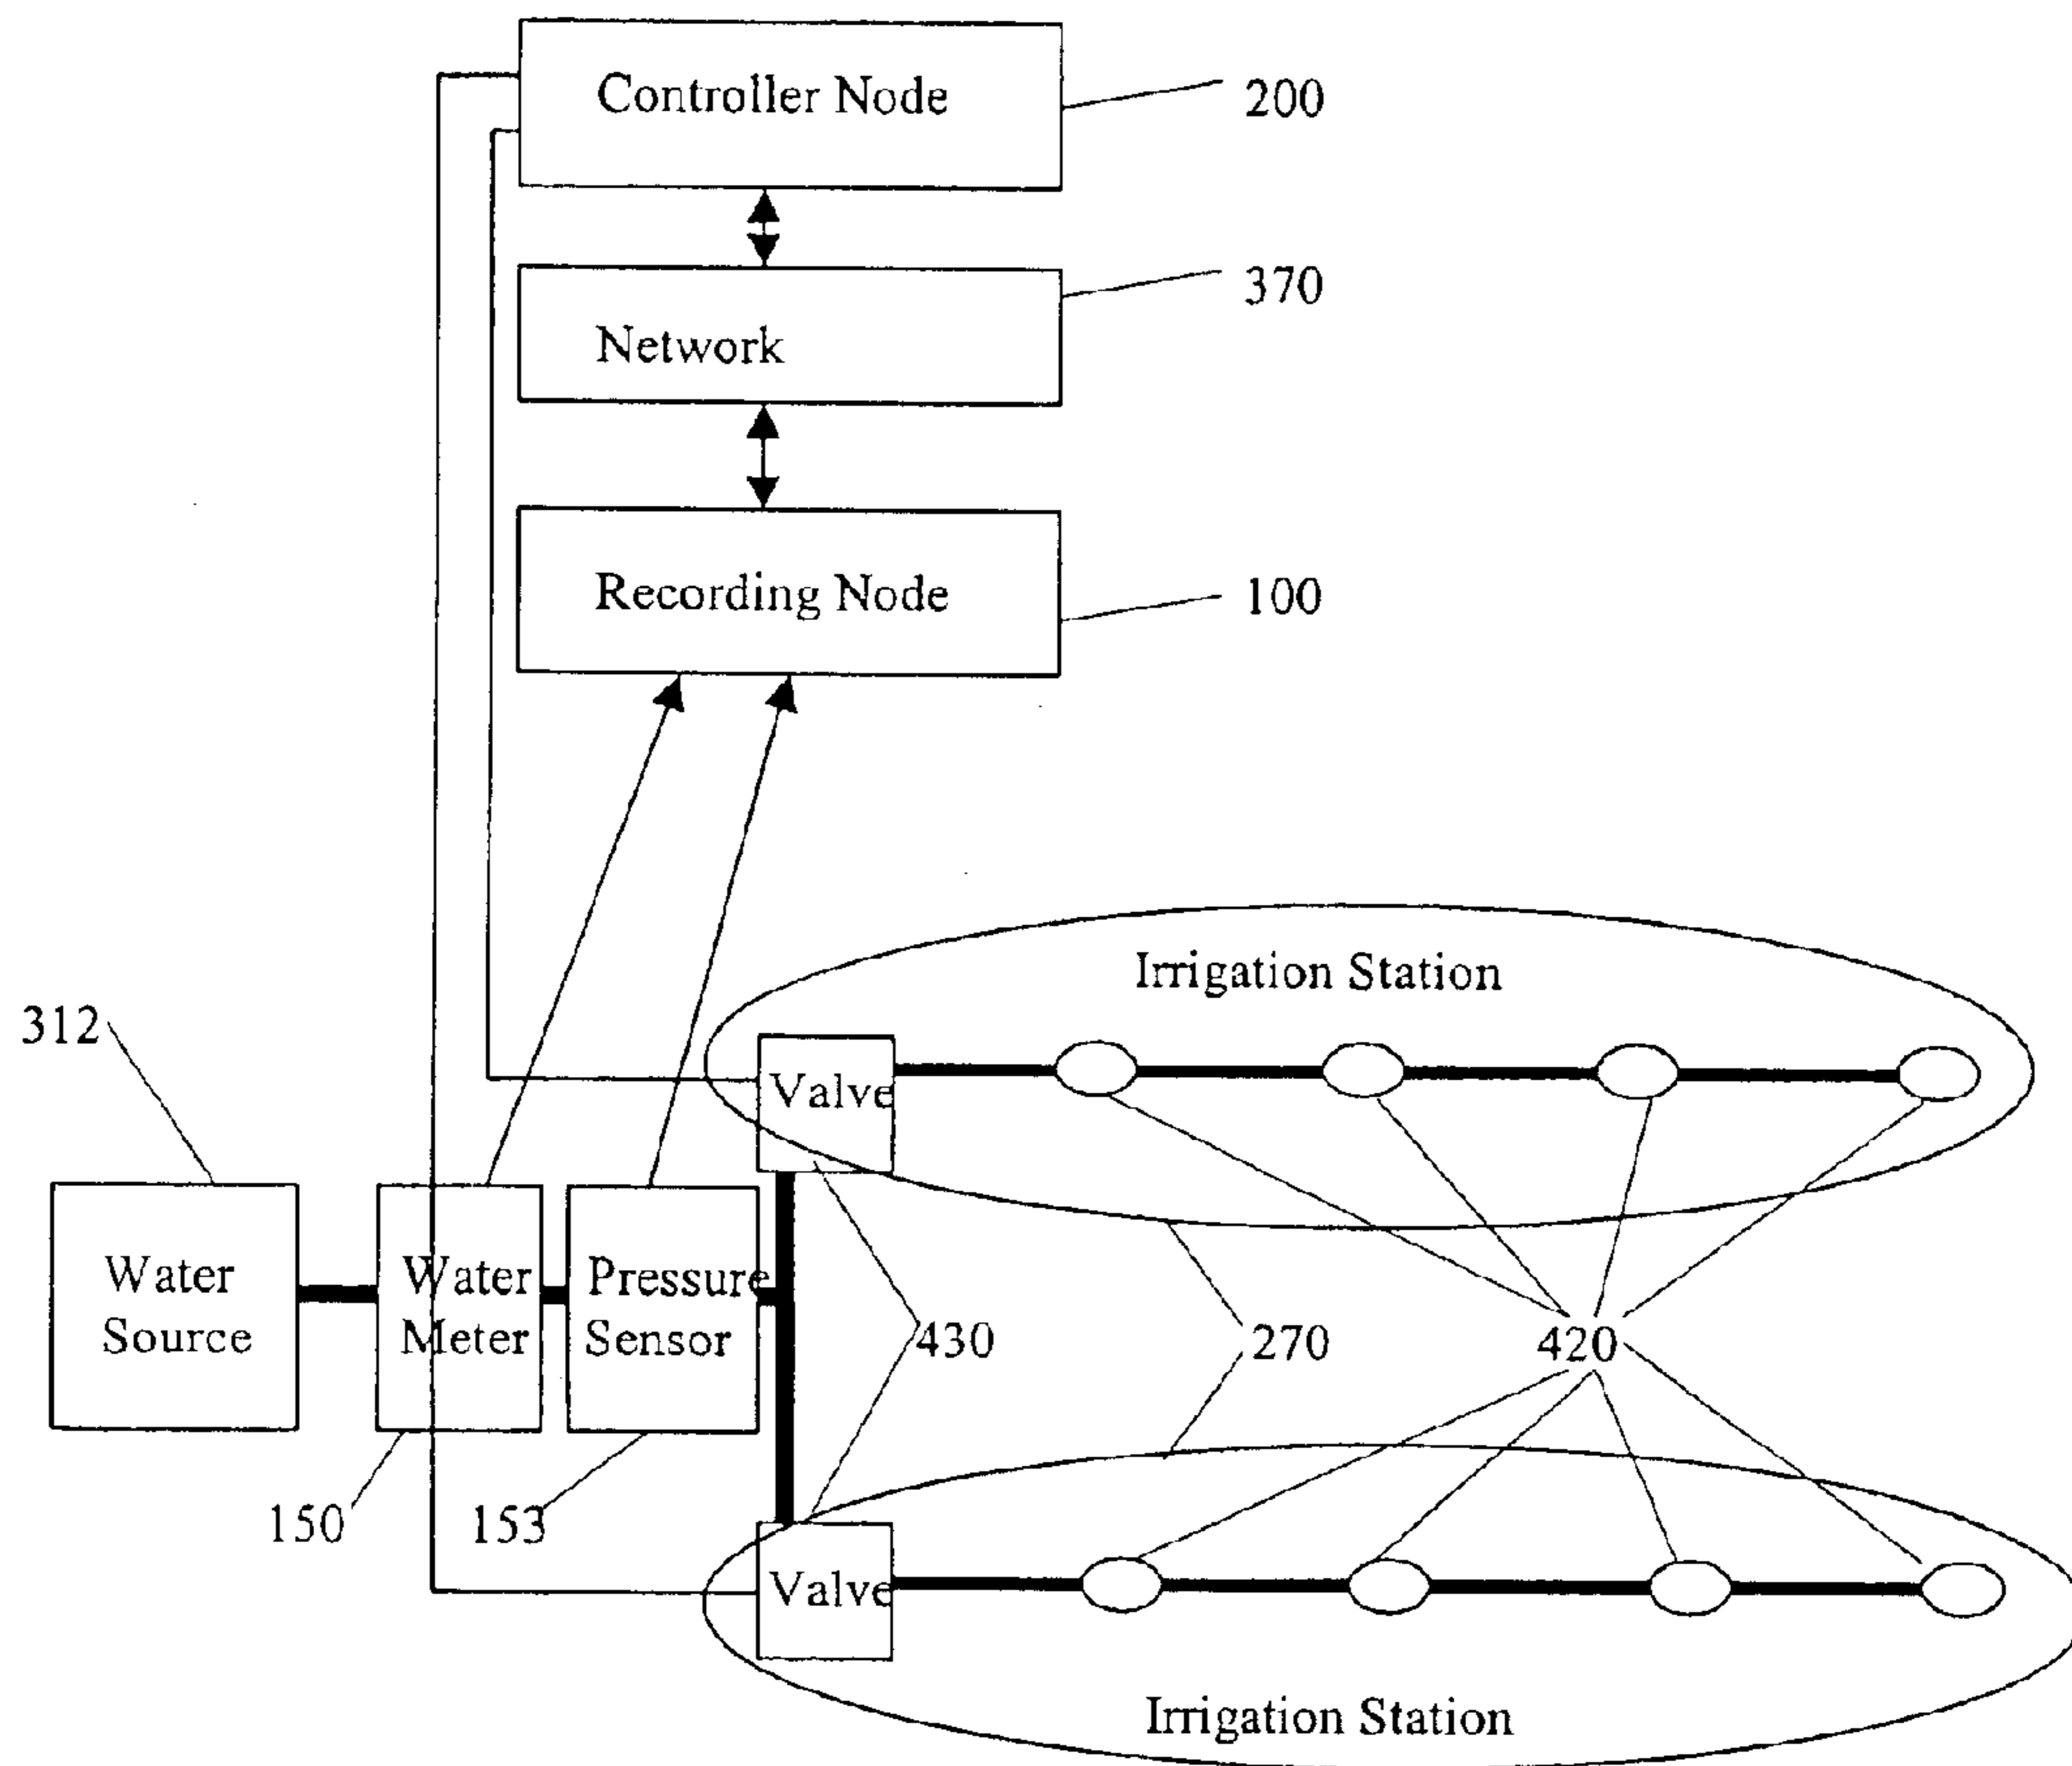 Controller Node
200
Network
370
Recording Node
100
Irrigation Station
312
Valve
Water
Source
Water
Meter
Pressure
Sensor
430
270
420
150
153
Valve
Irrigation Station